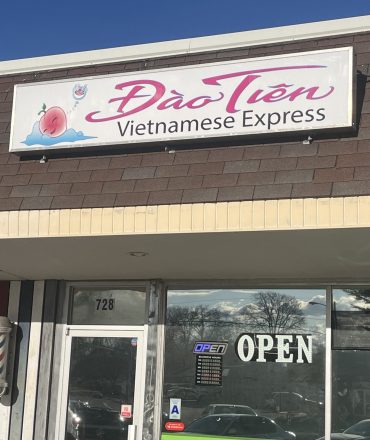 Đào Tiên
Vietnamese Express
728
OPEN
OPEN
A